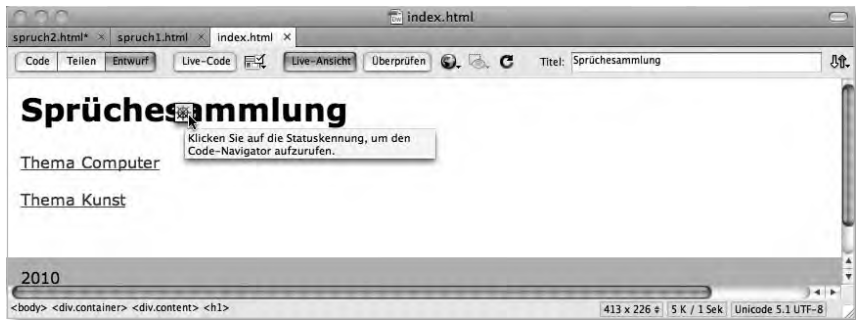 index.html
spruch2.html* × spruch1.html × index.html ×
Code Teilen Entwurf Live-Code Live-Ansicht Überprüfen Titel: Sprüchesammlung
Sprüchesammlung
Klicken Sie auf die Statuskennung, um den
Code-Navigator aufzurufen.
Thema Computer
Thema Kunst
2010
<body> <div.container> <div.content> <h1> 413 x 226 5 K / 1 Sek Unicode 5.1 UTF-8